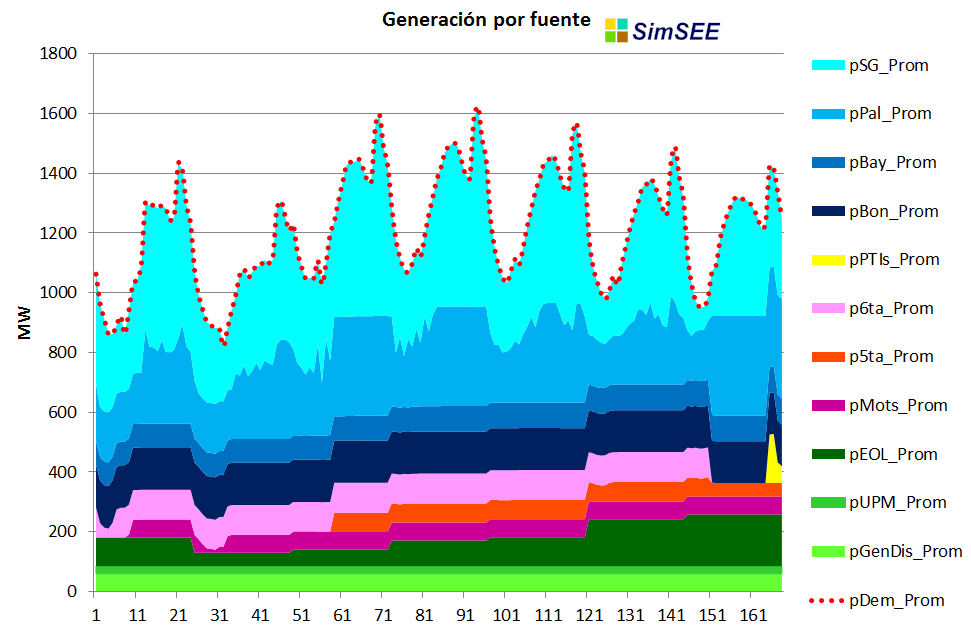 Generación por fuente
SimSEE
MW
1800
1600
1400
1200
1000
800
600
400
200
0
1 11 21 31 41 51 61 71 81 91 101 111 121 131 141 151 161
pSG_Prom
pPal_Prom
pBay_Prom
pBon_Prom
pPTIs_Prom
p6ta_Prom
p5ta_Prom
pMots_Prom
pEOL_Prom
pUPM_Prom
pGenDis_Prom
pDem_Prom